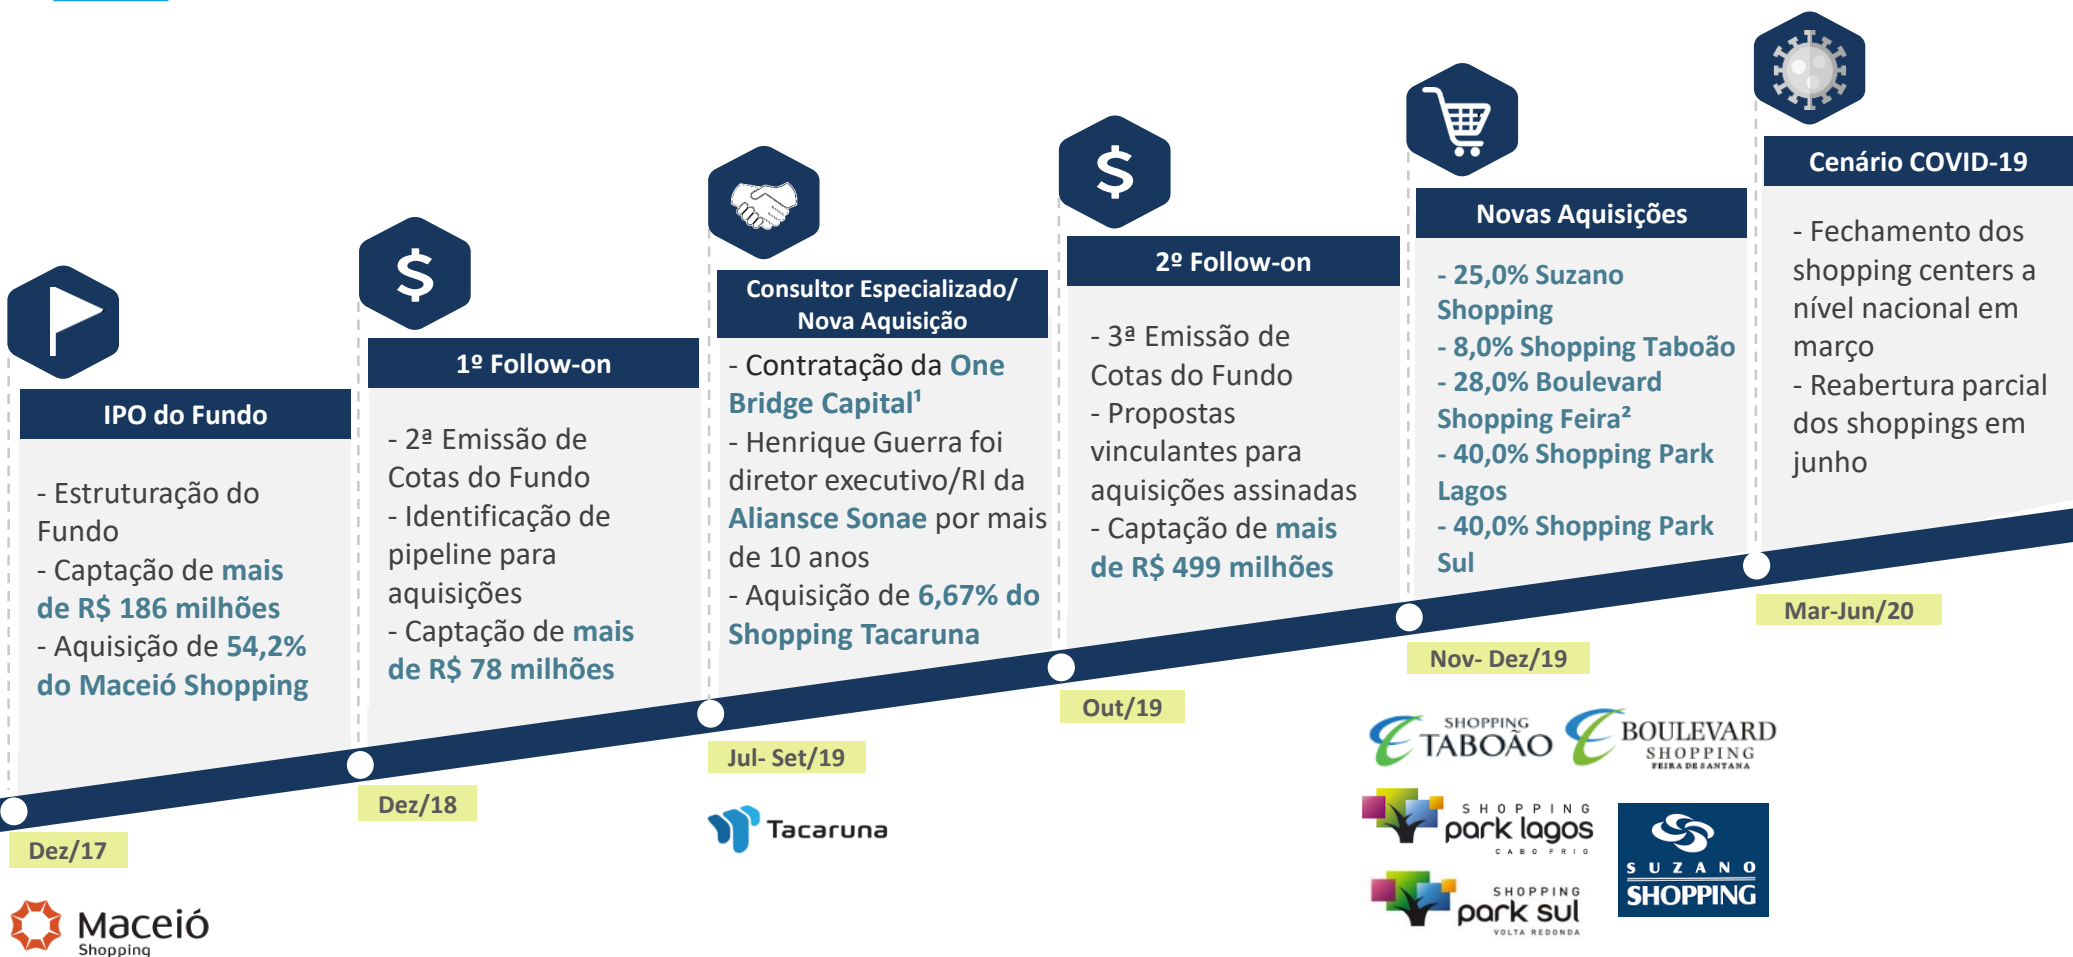 IPO do Fundo
- Estruturação do
Fundo
- Captação de mais
de R$ 186 milhões
- Aquisição de 54,2%
do Maceió Shopping
Dez/17
Maceió
Shopping
$
1º Follow-on
- 2ª Emissão de
Cotas do Fundo
- Identificação de
pipeline para
aquisições
- Captação de mais
de R$ 78 milhões
Dez/18
Consultor Especializado/
Nova Aquisição
- Contratação da One
Bridge Capital¹
- Henrique Guerra foi
diretor executivo/RI da
Aliansce Sonae por mais
de 10 anos
- Aquisição de 6,67% do
Shopping Tacaruna
Jul- Set/19
Tacaruna
$
2º Follow-on
- 3ª Emissão de
Cotas do Fundo
- Propostas
vinculantes para
aquisições assinadas
- Captação de mais
de R$ 499 milhões
Out/19
Novas Aquisições
- 25,0% Suzano
Shopping
- 8,0% Shopping Taboão
- 28,0% Boulevard
Shopping Feira²
- 40,0% Shopping Park
Lagos
- 40,0% Shopping Park
Sul
Nov- Dez/19
SHOPPING
TABOÃO
BOULEVARD
SHOPPING
FEIRA DE SANTANA
SHOPPING
park lagos
CABO FRIO
SUZANO
SHOPPING
SHOPPING
park sul
VOLTA REDONDA
Cenário COVID-19
- Fechamento dos
shopping centers a
nível nacional em
março
- Reabertura parcial
dos shoppings em
junho
Mar-Jun/20